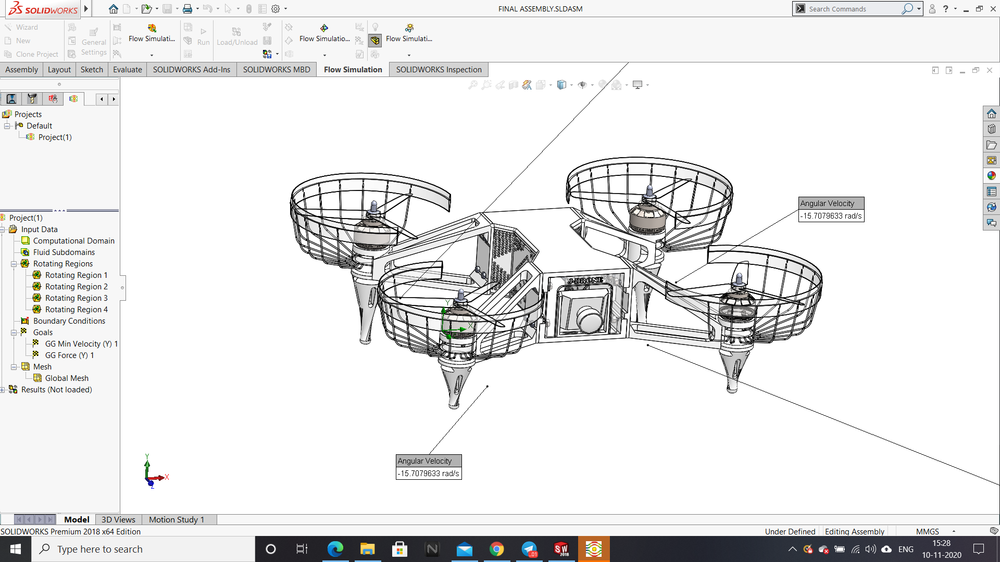 SOLIDWORKS
FINAL ASSEMBLY.SLDASM
Search Commands
?
Wizard
New
Clone Project
General
Settings
Flow Simulati...
Run
Load/Unload
Flow Simulatio...
Flow Simulati...
Assembly
Layout
Sketch
Evaluate
SOLIDWORKS Add-Ins
SOLIDWORKS MBD
Flow Simulation
SOLIDWORKS Inspection
Projects
Default
Project(1)
Project(1)
Input Data
Computational Domain
Fluid Subdomains
Rotating Regions
Rotating Region 1
Rotating Region 2
Rotating Region 3
Rotating Region 4
Boundary Conditions
Goals
GG Min Velocity (Y) 1
GG Force (Y) 1
Mesh
Global Mesh
Results (Not loaded)
Angular Velocity
-15.7079633 rad/s
J-DRONE
Y
X
Angular Velocity
-15.7079633 rad/s
Y
X
Z
Model
3D Views
Motion Study 1
SOLIDWORKS Premium 2018 x64 Edition
Under Defined
Editing Assembly
MMGS
Type here to search
N
.01
SW
2018
ENG
15:28
10-11-2020